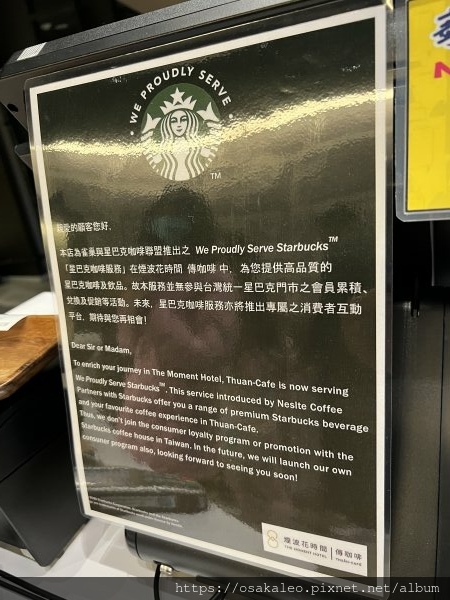 WE PROUDLY SERVE
TM
親愛的顧客您好,
本店為雀巢與星巴克咖啡聯盟推出之 We Proudly Serve Starbucks™
「星巴克咖啡服務」在煙波花時間 傳咖啡 中, 為您提供高品質的
星巴克咖啡及飲品。故本服務並無參與台灣統一星巴克門市之會員累積、
兌換及促銷等活動。未來, 星巴克咖啡服務亦將推出專屬之消費者互動
平台, 期待與您再相會!
Dear Sir or Madam,
To enrich your journey in The Moment Hotel, Thuan-Cafe is now serving
We Proudly Serve Starbucks™. This service introduced by Neslte Coffee
Partners with Starbucks offer you a range of premium Starbucks beverage
and your favourite coffee experience in Thuan-Cafe.
Thus, we don't join the consumer loyalty program or promotion with the
Starbucks coffee house in Taiwan. In the future, we will launch our own
consumer program also, looking forward to seeing you soon!
煙波花時間 傳咖啡
THE MOMENT HOTEL
https://osakaleo.pixnet.net/album